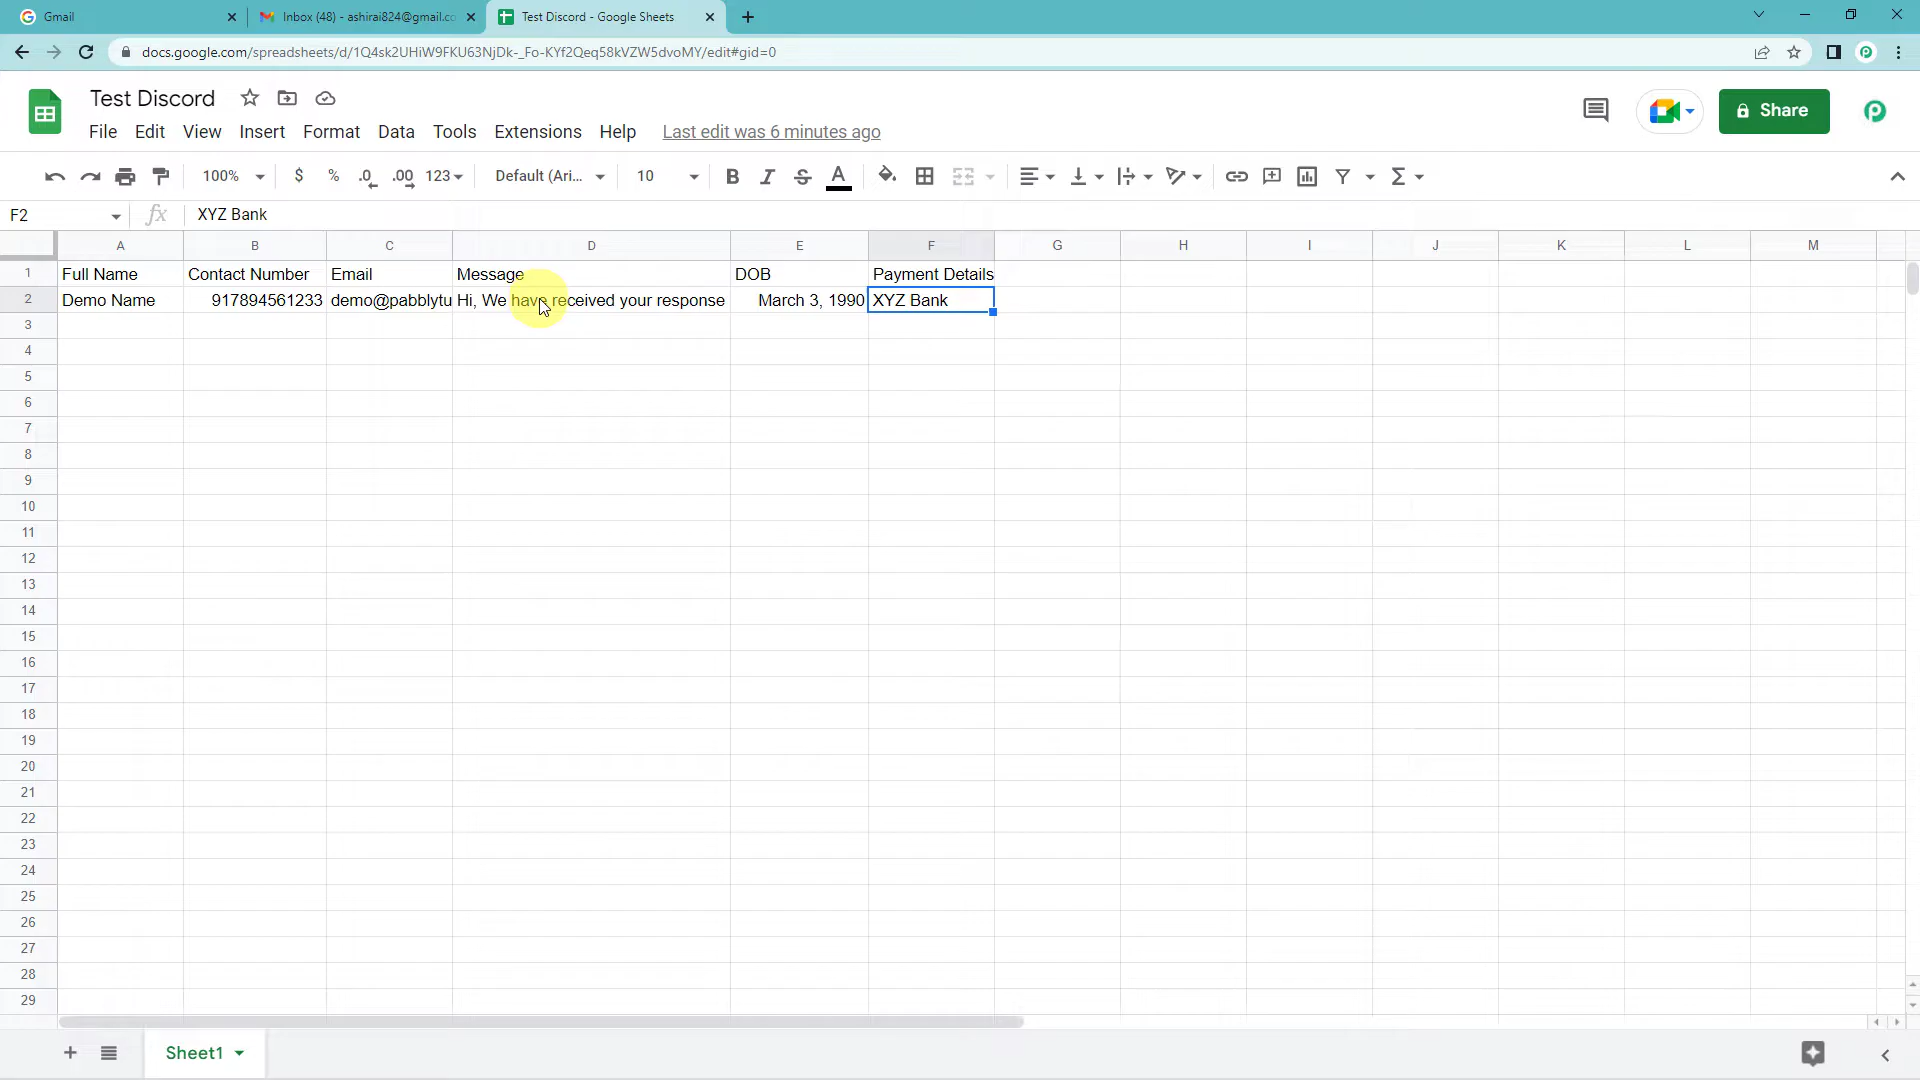 Gmail
Inbox (48) - ashirai824@gmail.co
Test Discord - Google Sheets
docs.google.com/spreadsheets/d/1Q4sk2UHiW9FKU63NjDk-_Fo-KYf2Qeq58kVZW5dvoMY/edit#gid=0
Test Discord
File Edit View Insert Format Data Tools Extensions Help Last edit was 6 minutes ago
Share
100% $ % .0 .00 123 Default (Ari... 10 B I S A Σ
F2 fx XYZ Bank
A B C D E F G H I J K L M
1 Full Name Contact Number Email Message DOB Payment Details
2 Demo Name 917894561233 demo@pabblytu Hi, We have received your response March 3, 1990 XYZ Bank
3
4
5
6
7
8
9
10
11
12
13
14
15
16
17
18
19
20
21
22
23
24
25
26
27
28
29
Sheet1